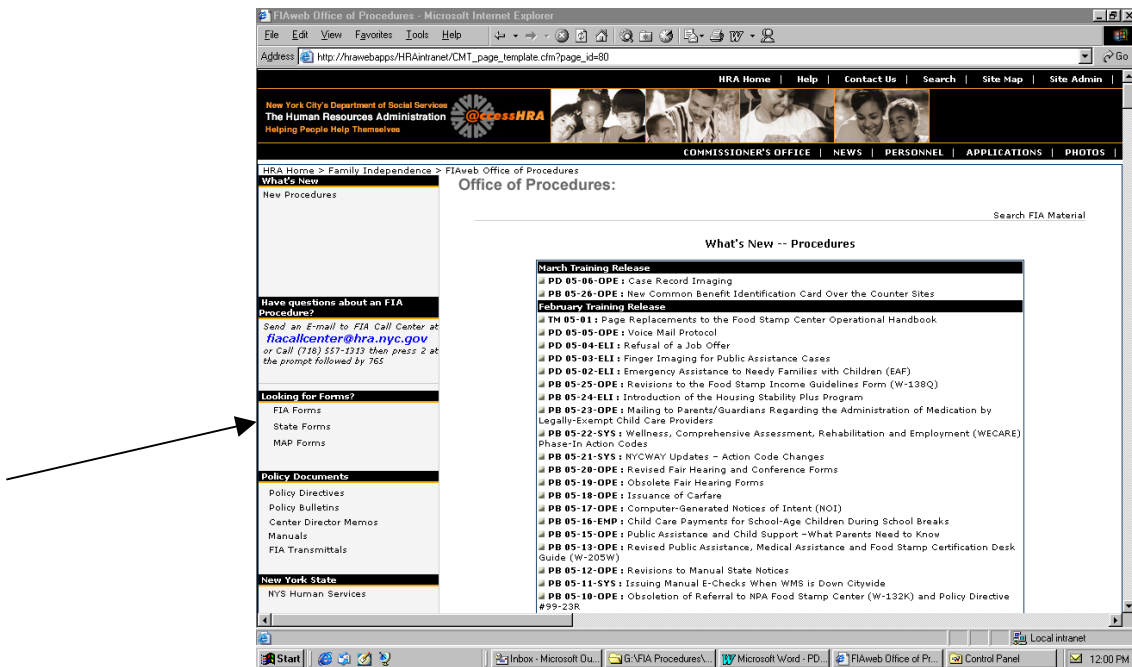 FIAweb Office of Procedures - Microsoft Internet Explorer
File Edit View Favorites Tools Help
Address http://hrawebapps/HRAintranet/CMT_page_template.cfm?page_id=80 Go
HRA Home | Help | Contact Us | Search | Site Map | Site Admin |
New York City's Department of Social Services
The Human Resources Administration
Helping People Help Themselves
@ccessHRA
COMMISSIONER'S OFFICE | NEWS | PERSONNEL | APPLICATIONS | PHOTOS |
HRA Home > Family Independence > FIAweb Office of Procedures
What's New
New Procedures
Have questions about an FIA
Procedure?
Send an E-mail to FIA Call Center at
fiacallcenter@hra.nyc.gov
or Call (718) 557-1313 then press 2 at
the prompt followed by 765
Looking for Forms?
FIA Forms
State Forms
MAP Forms
Policy Documents
Policy Directives
Policy Bulletins
Center Director Memos
Manuals
FIA Transmittals
New York State
NYS Human Services
Office of Procedures:
Search FIA Material
What's New -- Procedures
March Training Release
PD 05-06-OPE : Case Record Imaging
PB 05-26-OPE : New Common Benefit Identification Card Over the Counter Sites
February Training Release
TM 05-01 : Page Replacements to the Food Stamp Center Operational Handbook
PD 05-05-OPE : Voice Mail Protocol
PD 05-04-ELI : Refusal of a Job Offer
PD 05-03-ELI : Finger Imaging for Public Assistance Cases
PD 05-02-ELI : Emergency Assistance to Needy Families with Children (EAF)
PB 05-25-OPE : Revisions to the Food Stamp Income Guidelines Form (W-138Q)
PB 05-24-ELI : Introduction of the Housing Stability Plus Program
PB 05-23-OPE : Mailing to Parents/Guardians Regarding the Administration of Medication by
Legally-Exempt Child Care Providers
PB 05-22-SYS : Wellness, Comprehensive Assessment, Rehabilitation and Employment (WECARE)
Phase-In Action Codes
PB 05-21-SYS : NYCWAY Updates – Action Code Changes
PB 05-20-OPE : Revised Fair Hearing and Conference Forms
PB 05-19-OPE : Obsolete Fair Hearing Forms
PB 05-18-OPE : Issuance of Carfare
PB 05-17-OPE : Computer-Generated Notices of Intent (NOI)
PB 05-16-EMP : Child Care Payments for School-Age Children During School Breaks
PB 05-15-OPE : Public Assistance and Child Support –What Parents Need to Know
PB 05-13-OPE : Revised Public Assistance, Medical Assistance and Food Stamp Certification Desk
Guide (W-205W)
PB 05-12-OPE : Revisions to Manual State Notices
PB 05-11-SYS : Issuing Manual E-Checks When WMS is Down Citywide
PB 05-10-OPE : Obsoletion of Referral to NPA Food Stamp Center (W-132K) and Policy Directive
#99-23R
Local intranet
Start Inbox - Microsoft Ou... G:\FIA Procedures\... Microsoft Word - PD... FIAweb Office of Pr... Control Panel 12:00 PM